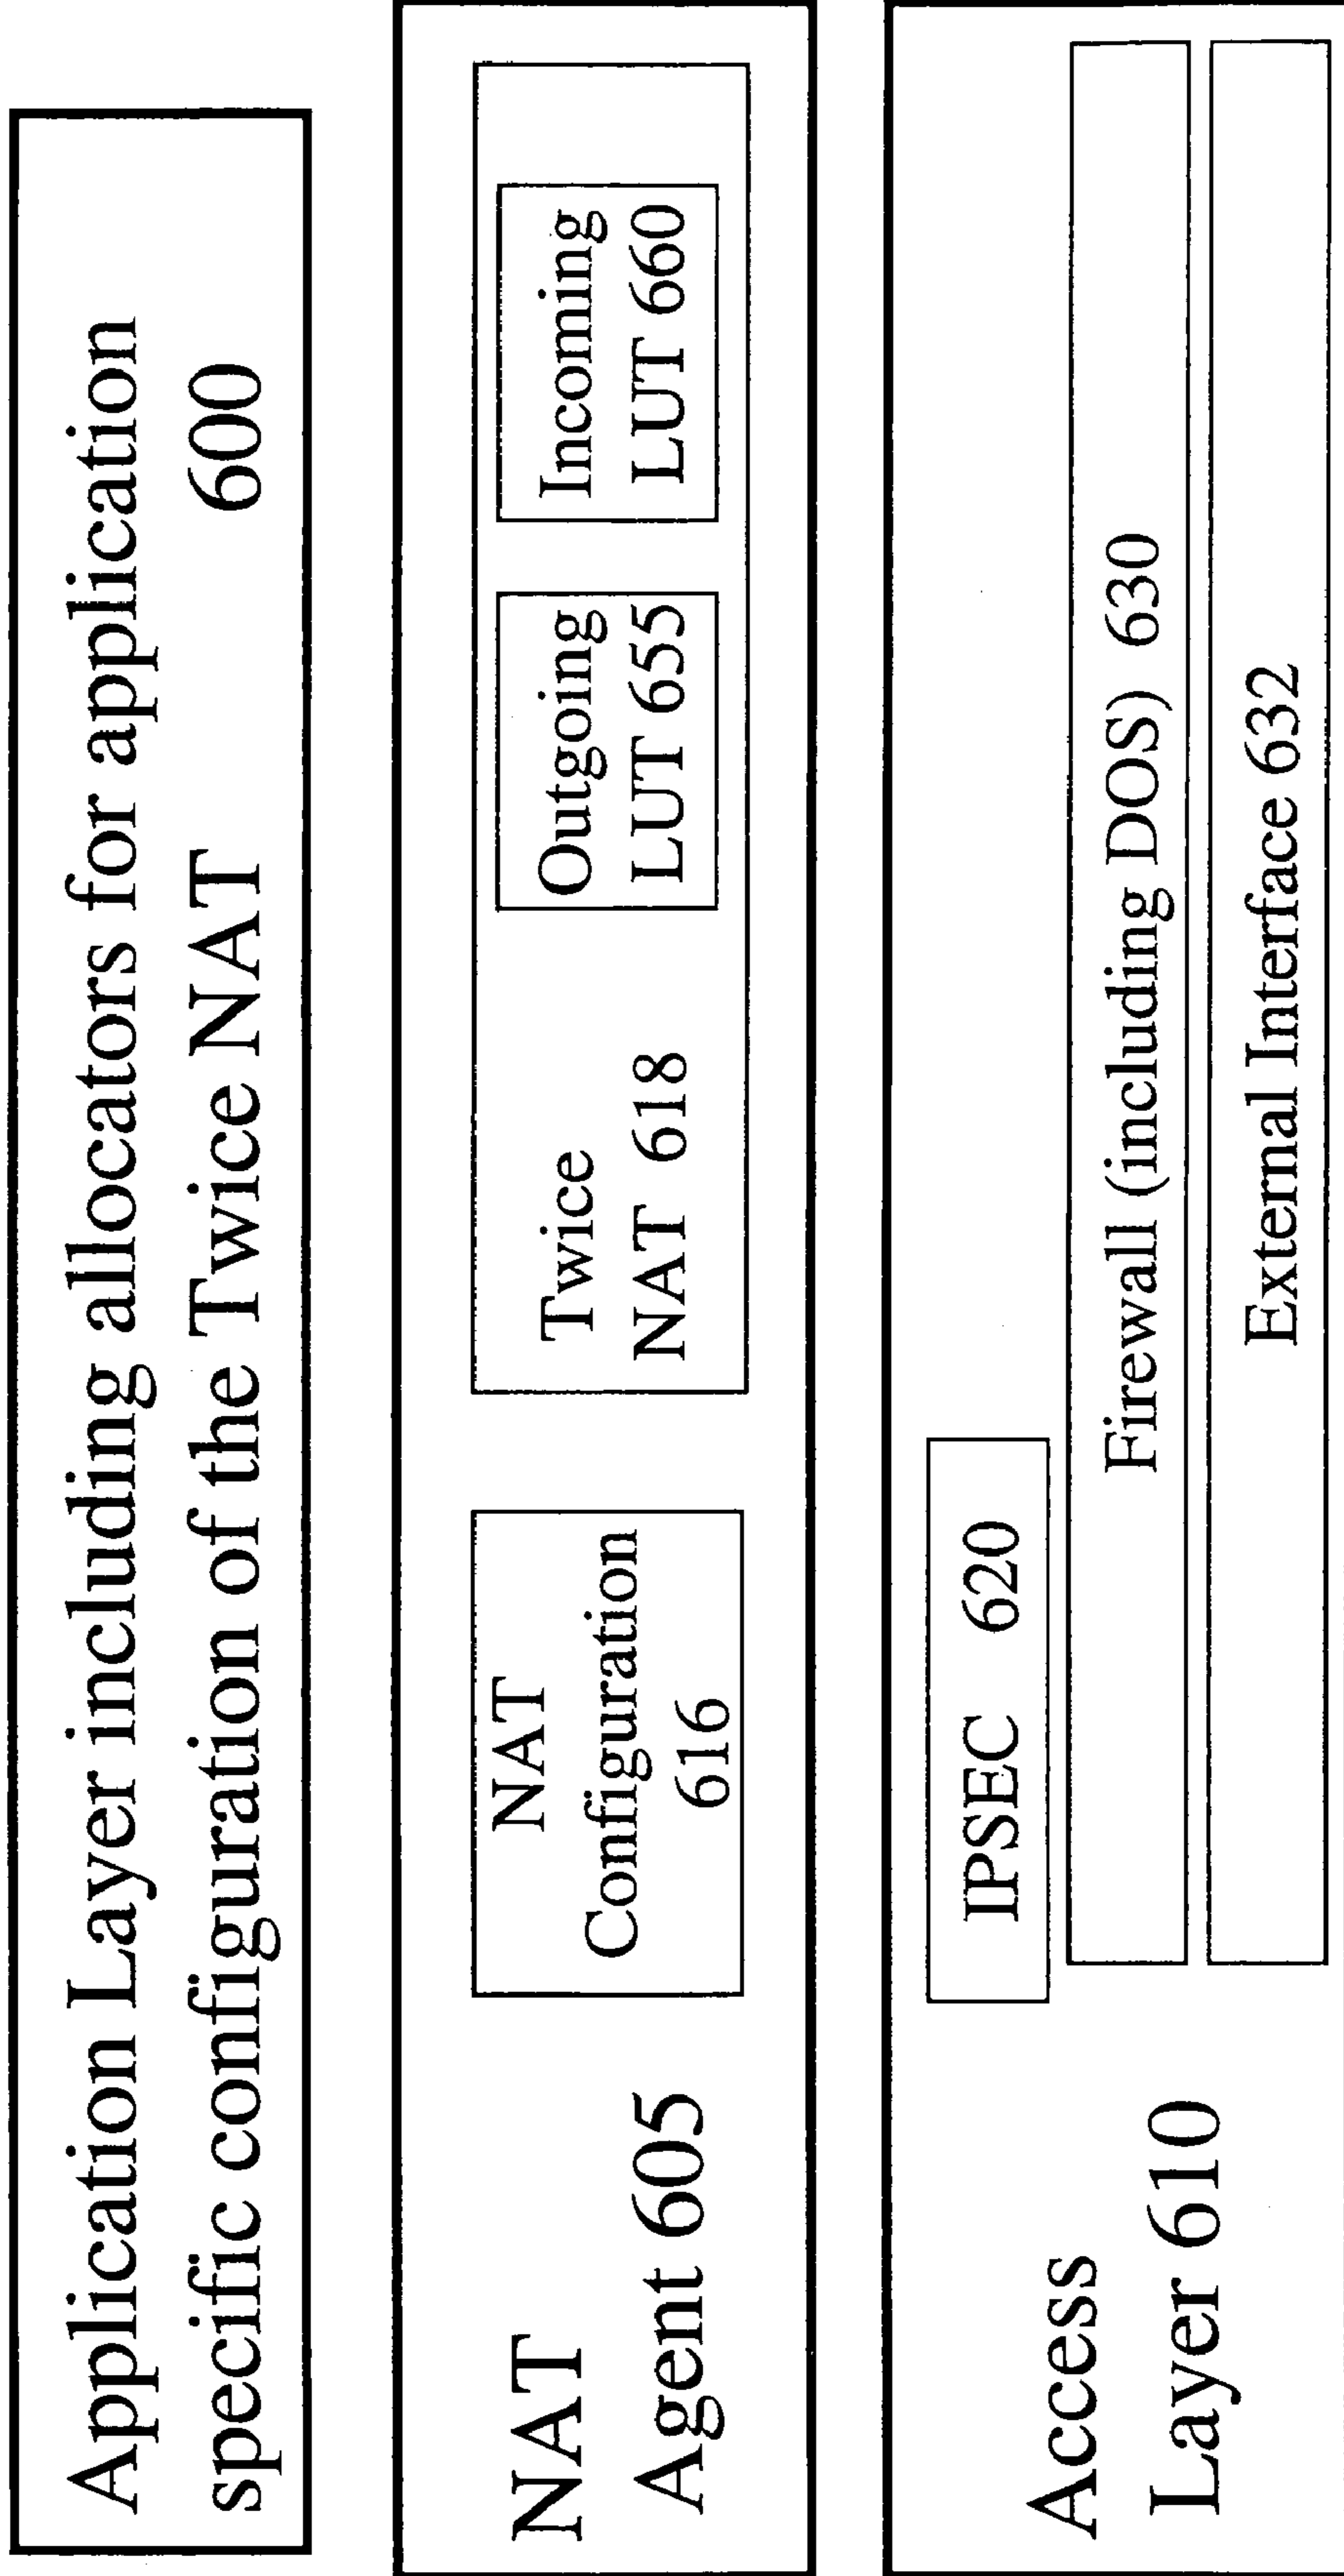 Application Layer including allocators for application
specific configuration of the Twice NAT 600
NAT
Agent 605
NAT
Configuration
616
Twice
NAT 618
Outgoing
LUT 655
Incoming
LUT 660
Access
Layer 610
IPSEC 620
Firewall (including DOS) 630
External Interface 632